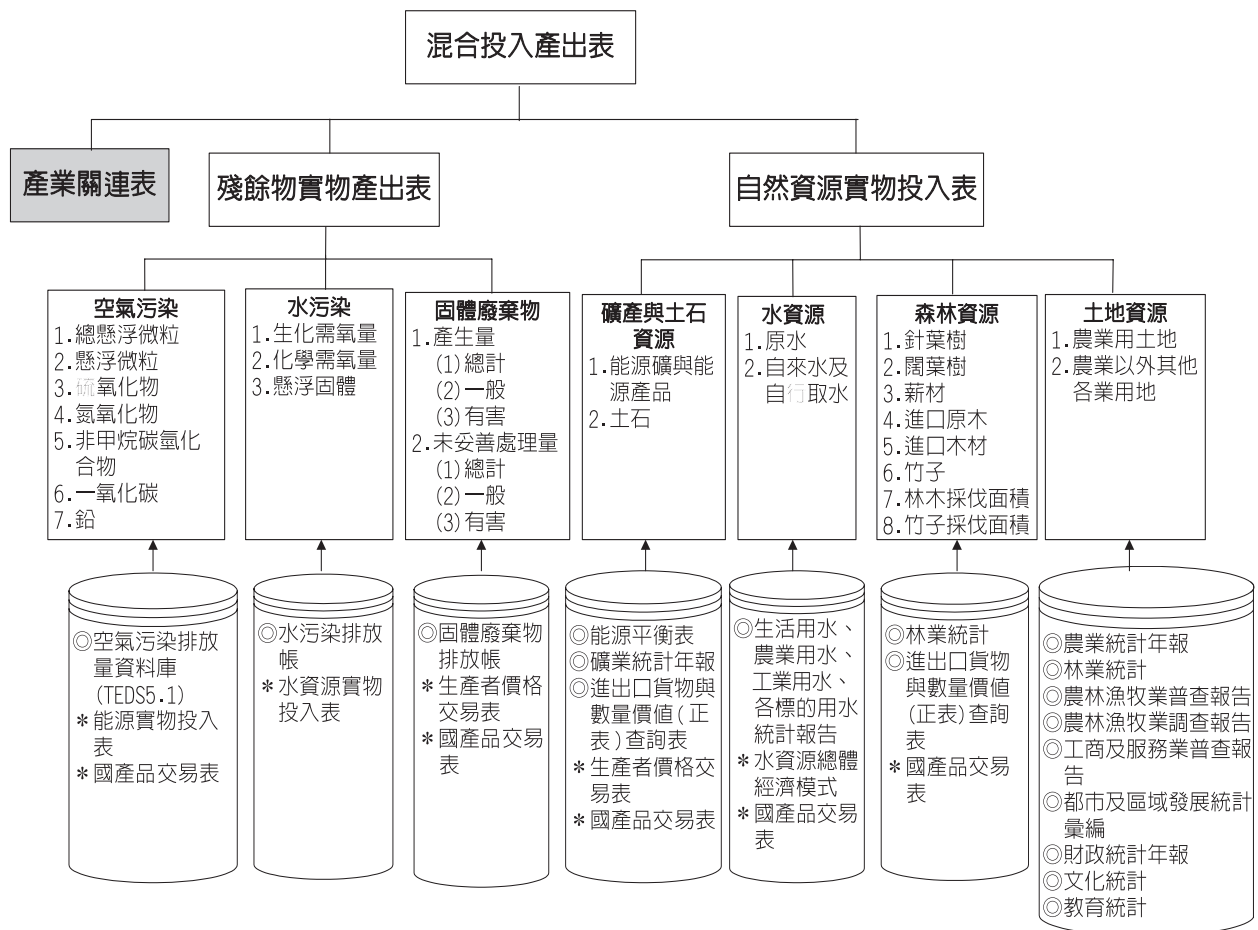 混合投入產出表
產業關連表
殘餘物實物產出表
自然資源實物投入表
空氣污染
1.總懸浮微粒
2.懸浮微粒
3.硫氧化物
4.氮氧化物
5.非甲烷碳氫化
合物
6.一氧化碳
7.鉛
水污染
1.生化需氧量
2.化學需氧量
3.懸浮固體
固體廢棄物
1.產生量
(1)總計
(2)一般
(3)有害
2.未妥善處理量
(1)總計
(2)一般
(3)有害
礦產與土石
資源
1.能源礦與能
源產品
2.土石
水資源
1.原水
2.自來水及
自行取水
森林資源
1.針葉樹
2.闊葉樹
3.薪材
4.進口原木
5.進口木材
6.竹子
7.林木採伐面積
8.竹子採伐面積
土地資源
1.農業用土地
2.農業以外其他
各業用地
◎空氣污染排放
量資料庫
(TEDS5.1)
*能源實物投入
表
*國產品交易表
◎水污染排放
帳
*水資源實物
投入表
◎固體廢棄物
排放帳
*生產者價格
交易表
*國產品交易
表
◎能源平衡表
◎礦業統計年報
◎進出口貨物與
數量價值(正
表)查詢表
*生產者價格交
易表
*國產品交易表
◎生活用水、
農業用水、
工業用水、
各標的用水
統計報告
*水資源總體
經濟模式
*國產品交易
表
◎林業統計
◎進出口貨物
與數量價值
(正表)查詢
表
*國產品交易
表
◎農業統計年報
◎林業統計
◎農林漁牧業普查報告
◎農林漁牧業調查報告
◎工商及服務業普查報
告
◎都市及區域發展統計
彙編
◎財政統計年報
◎文化統計
◎教育統計